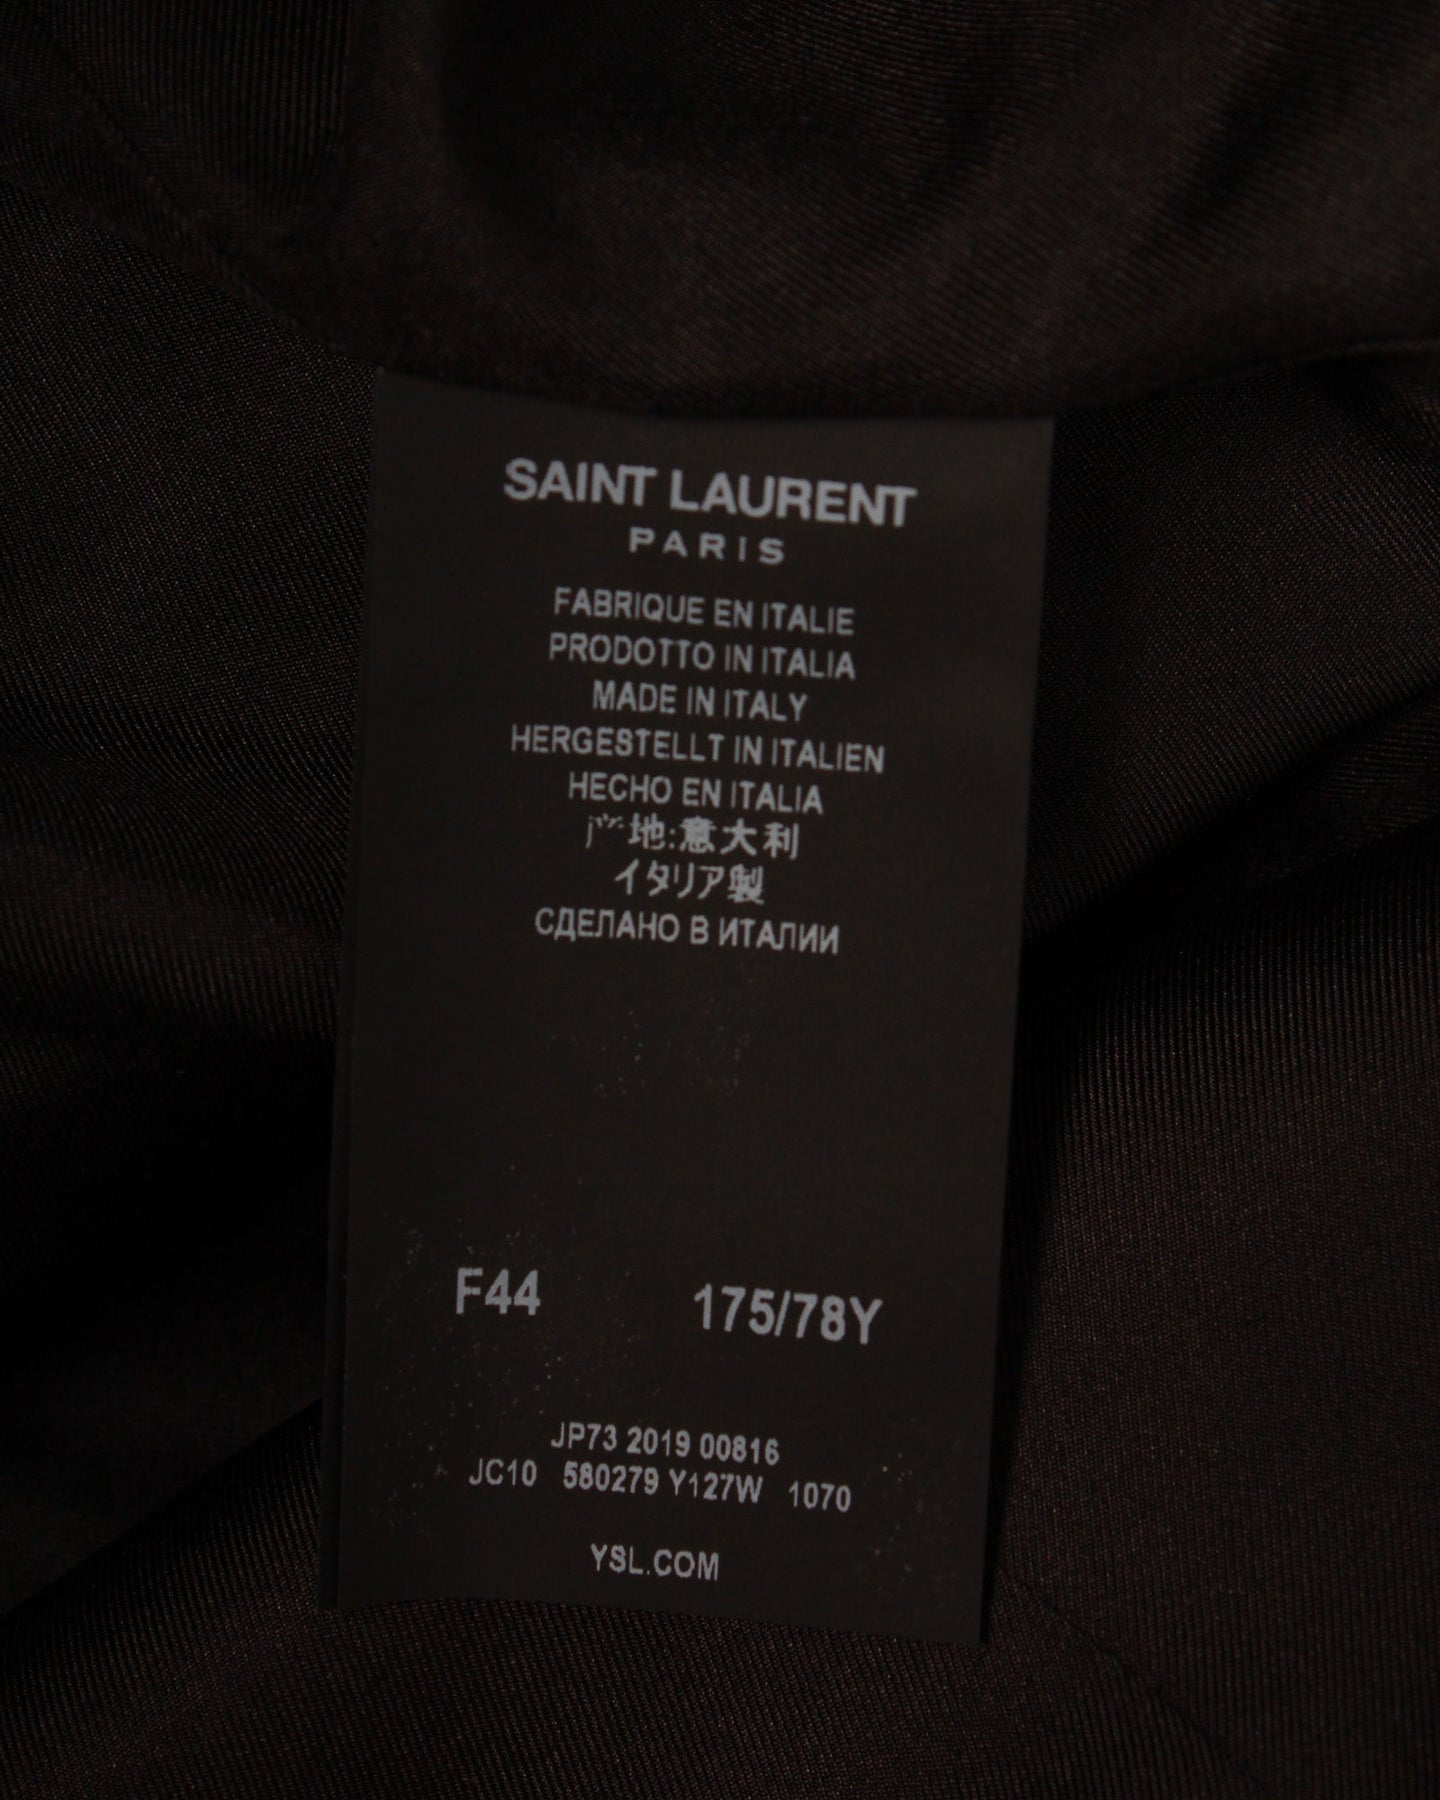 SAINT LAURENT
PARIS
FABRIQUE EN ITALIE
PRODOTTO IN ITALIA
MADE IN ITALY
HERGESTELLT IN ITALIEN
HECHO EN ITALIA
产地:意大利
イタリア製
СДЕЛАНО В ИТАЛИИ
F44 175/78Y
JP73 2019 00816
JC10 580279 Y127W 1070
YSL.COM